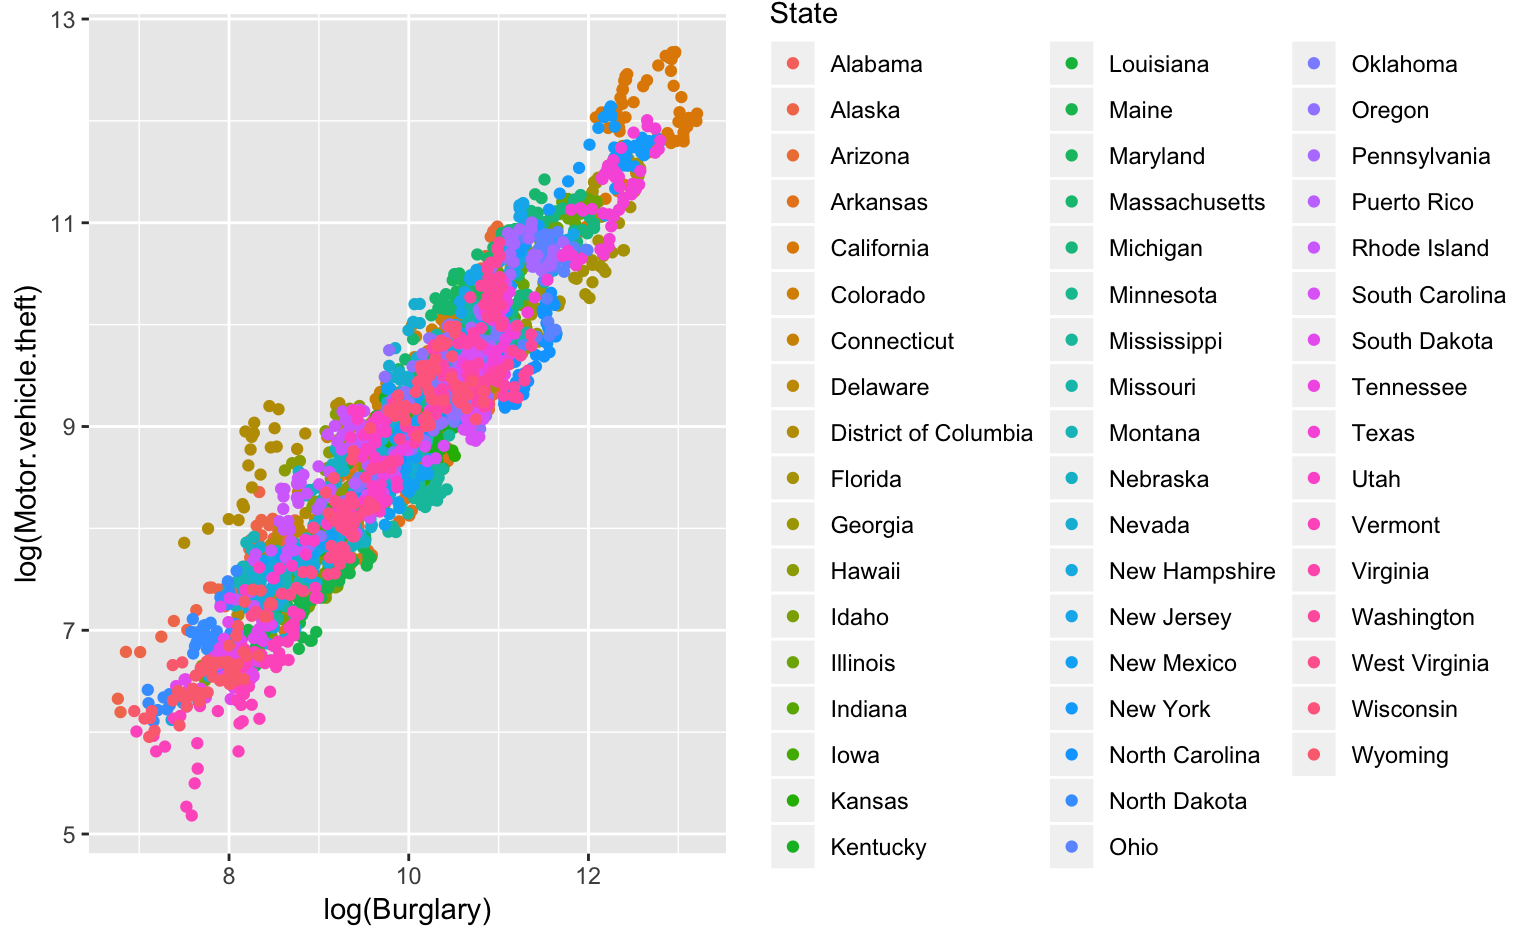 State
13
11
9
7
5
log(Motor.vehicle.theft)
8
10
12
log(Burglary)
Alabama
Alaska
Arizona
Arkansas
California
Colorado
Connecticut
Delaware
District of Columbia
Florida
Georgia
Hawaii
Idaho
Illinois
Indiana
Iowa
Kansas
Kentucky
Louisiana
Maine
Maryland
Massachusetts
Michigan
Minnesota
Mississippi
Missouri
Montana
Nebraska
Nevada
New Hampshire
New Jersey
New Mexico
New York
North Carolina
North Dakota
Ohio
Oklahoma
Oregon
Pennsylvania
Puerto Rico
Rhode Island
South Carolina
South Dakota
Tennessee
Texas
Utah
Vermont
Virginia
Washington
West Virginia
Wisconsin
Wyoming